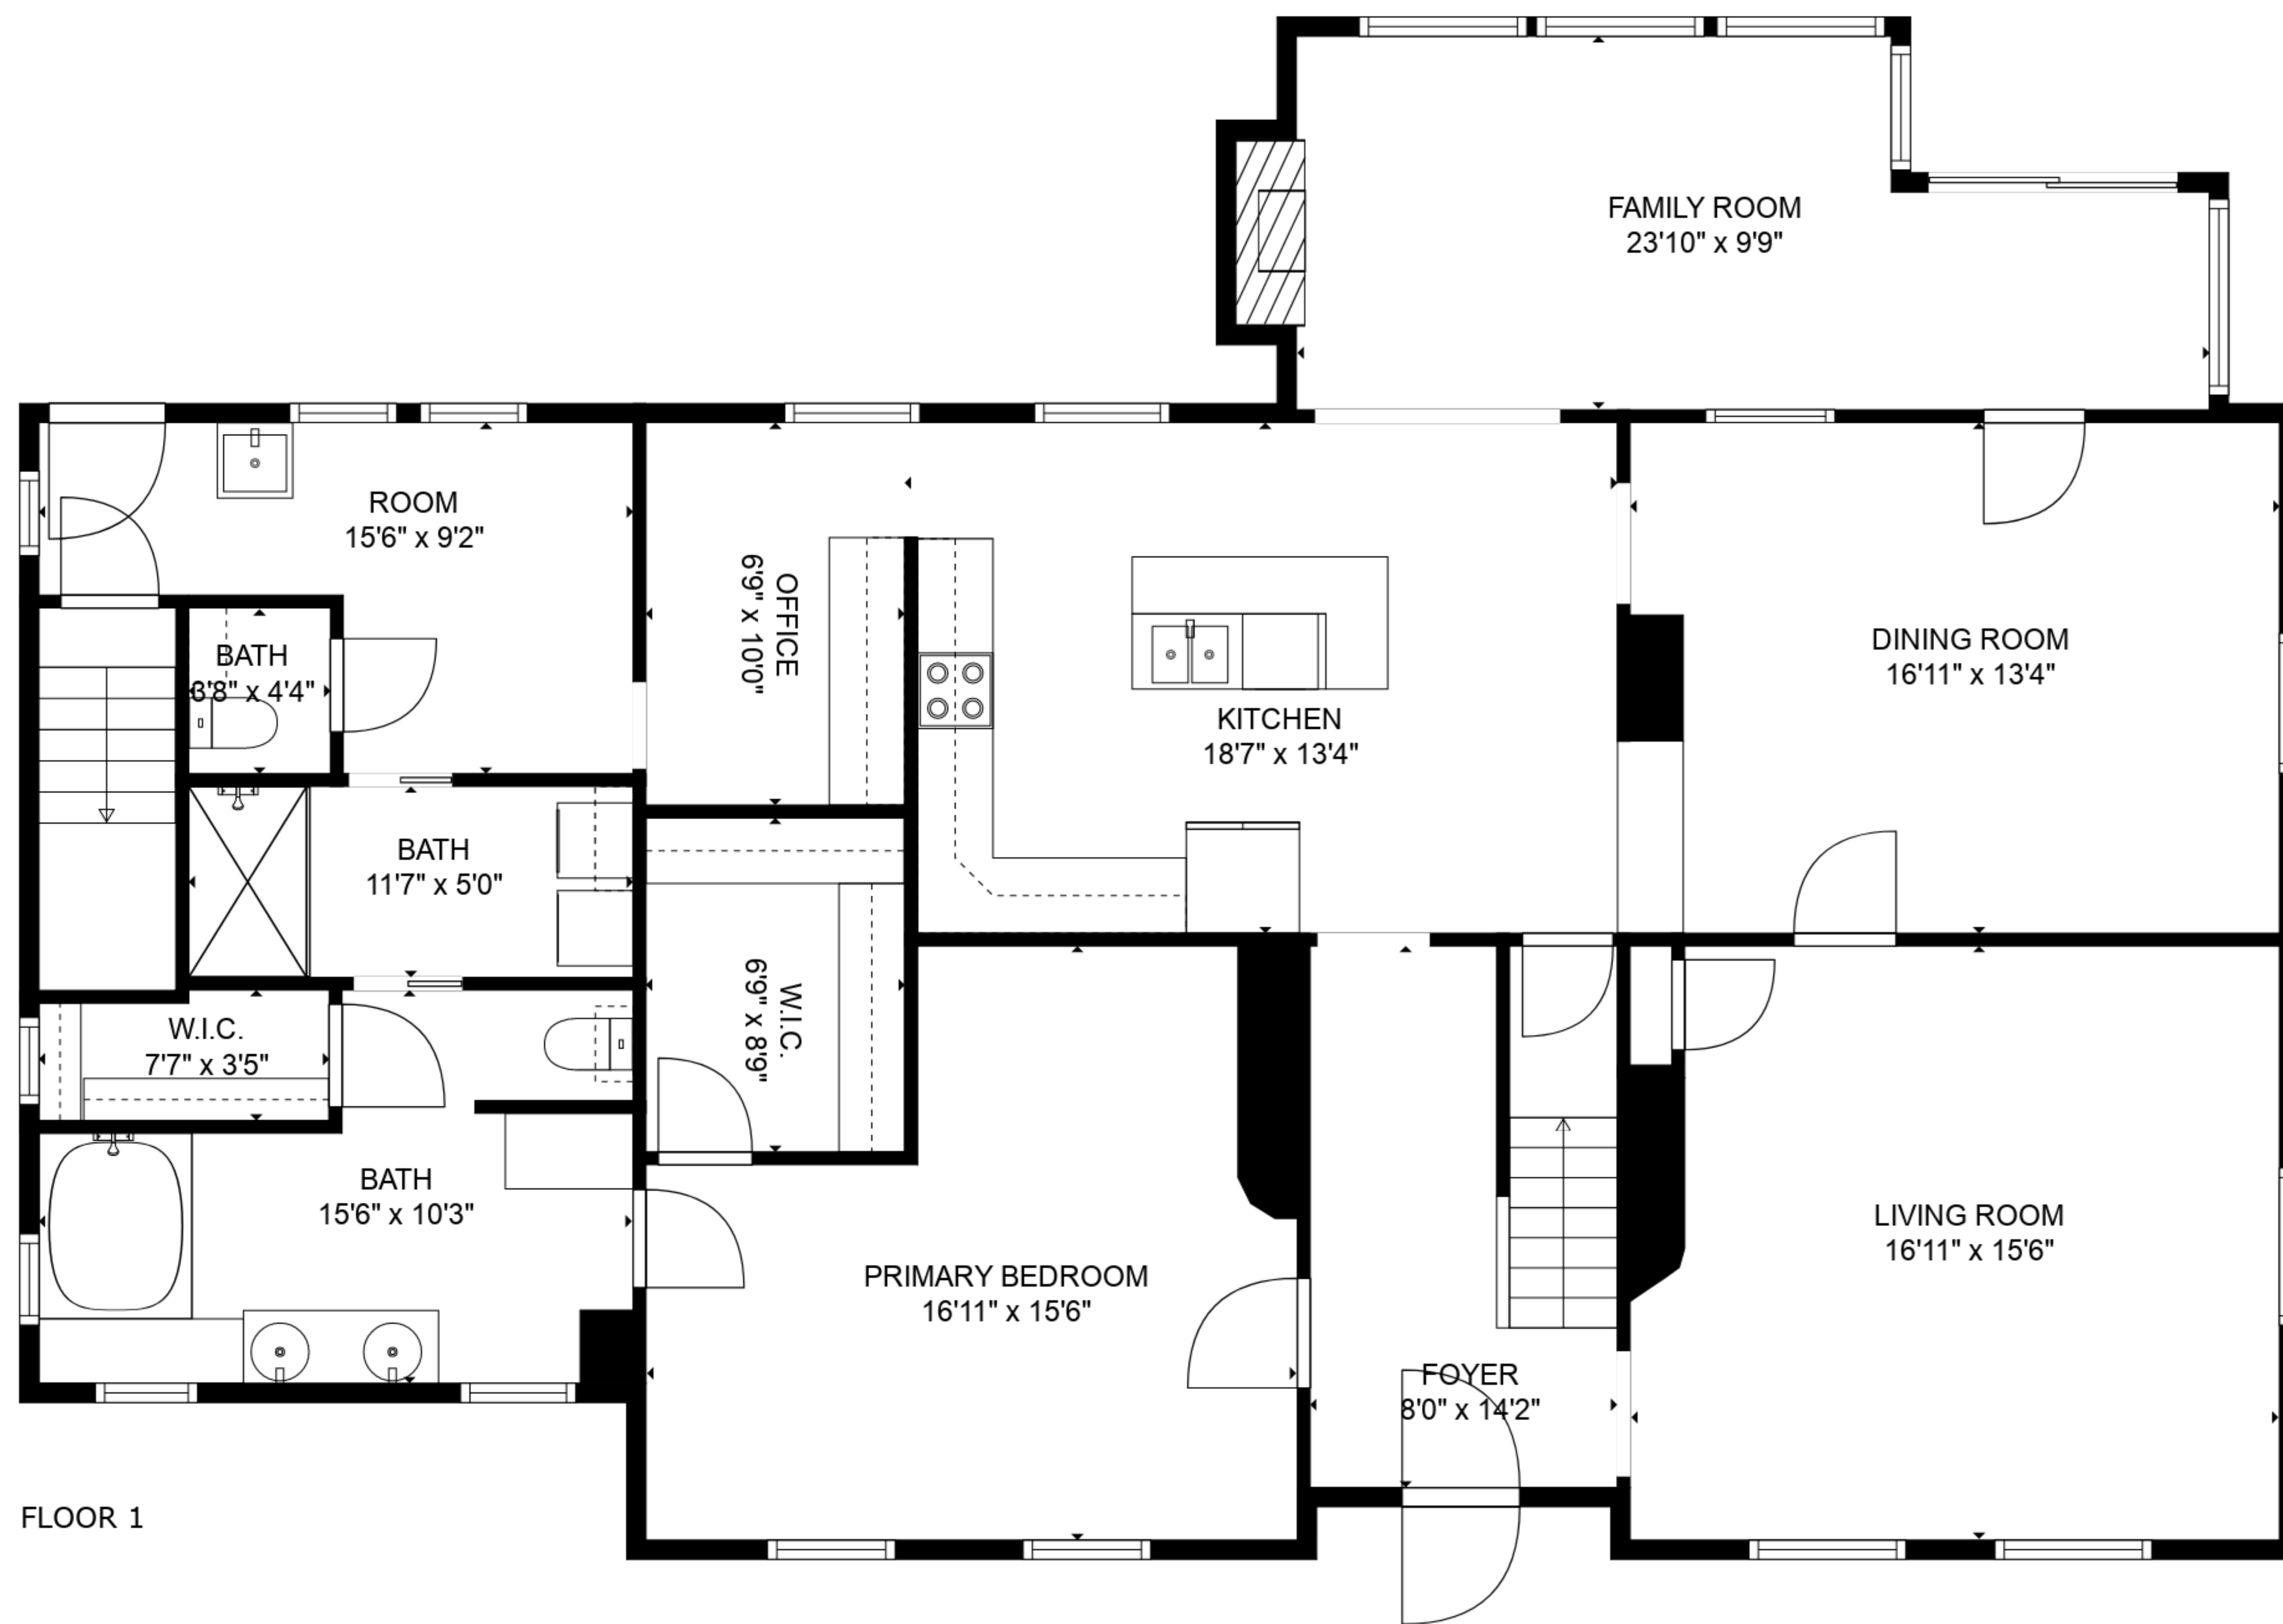 FAMILY ROOM
23'10" x 9'9"
ROOM
15'6" x 9'2"
OFFICE
6'9" x 10'0"
BATH
3'8" x 4'4"
DINING ROOM
16'11" x 13'4"
KITCHEN
18'7" x 13'4"
BATH
11'7" x 5'0"
W.I.C.
7'7" x 3'5"
W.I.C.
6'9" x 8'9"
BATH
15'6" x 10'3"
LIVING ROOM
16'11" x 15'6"
PRIMARY BEDROOM
16'11" x 15'6"
FOYER
8'0" x 14'2"
FLOOR 1